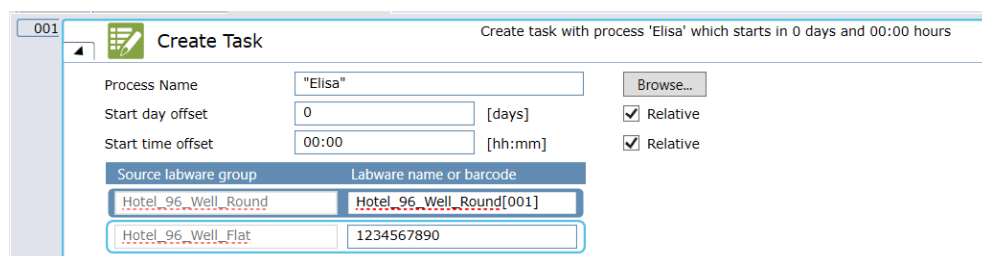 001
Create Task
Create task with process 'Elisa' which starts in 0 days and 00:00 hours
Process Name "Elisa" Browse...
Start day offset 0 [days] Relative
Start time offset 00:00 [hh:mm] Relative
Source labware group Labware name or barcode
Hotel_96_Well_Round Hotel_96_Well_Round[001]
Hotel_96_Well_Flat 1234567890